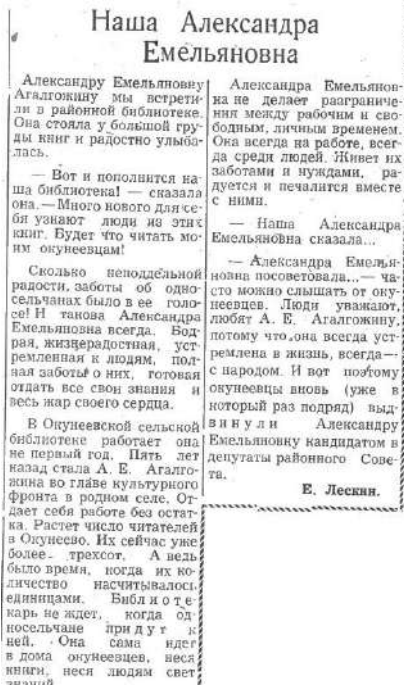 Наша Александра
Емельяновна
Александру Емельяновну
Агалгожину мы встрети-
ли в районной библиотеке.
Она стояла у большой гру-
ды книг и радостно улыба-
лась.
— Вот и пополнится на-
ша библиотека! — сказала
она. — Много нового для се-
бя узнают люди из этих
книг. Будет что читать мо-
им окунеевцам!
Сколько неподдельной
радости, заботы об одно-
сельчанах было в ее голо-
се! И такова Александра
Емельяновна всегда. Бод-
рая, жизнерадостная, уст-
ремленная к людям, пол-
ная заботы о них, готовая
отдать все свои знания и
весь жар своего сердца.
В Окунеевской сельской
библиотеке работает она
не первый год. Пять лет
назад стала А. Е. Агалго-
жина во главе культурного
фронта в родном селе. От-
дает себя работе без остат-
ка. Растет число читателей
в Окунеево. Их сейчас уже
более трехсот. А ведь
было время, когда их ко-
личество насчитывалось
единицами. Библиоте-
карь не ждет, когда од-
носельчане придут к
ней. Она сама идет
в дома окунеевцев, неся
книги, неся людям свет
знаний
Александра Емельянов-
на не делает разграниче-
ния между рабочим и сво-
бодным, личным временем.
Она всегда на работе, всег-
да среди людей. Живет их
заботами и нуждами, ра-
дуется и печалится вместе
с ними.
— Наша Александра
Емельяновна сказала...
— Александра Емелья-
новна посоветовала... — ча-
сто можно слышать от оку-
неевцев. Люди уважают,
любят А. Е. Агалгожину,
потому что она всегда уст-
ремлена в жизнь, всегда —
с народом. И вот поэтому
окунеевцы вновь (уже в
который раз подряд) выд-
винули Александру
Емельяновну кандидатом в
депутаты районного Сове-
та.
Е. Лескин.